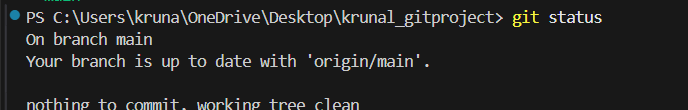 PS C:\Users\kruna\OneDrive\Desktop\krunal_gitproject> git status
On branch main
Your branch is up to date with 'origin/main'.
nothing to commit, working tree clean